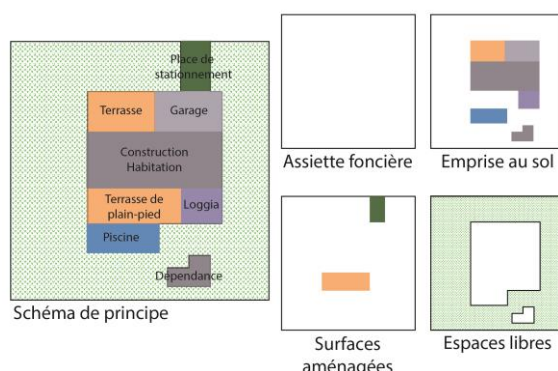 Place de
stationnement
Terrasse
Garage
Construction
Habitation
Terrasse de
plain-pied
Loggia
Piscine
Dépendance
Schéma de principe
Assiette foncière
Emprise au sol
Surfaces
aménagées
Espaces libres